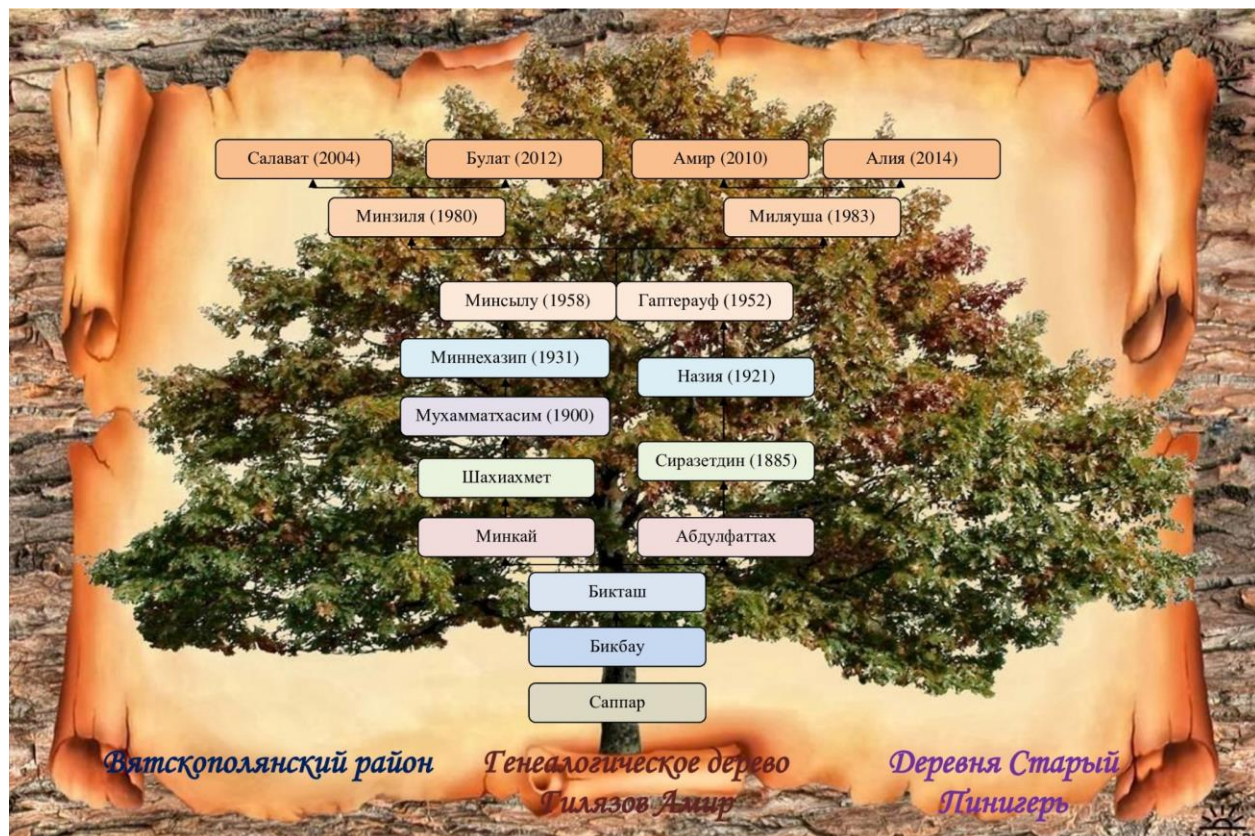 Салават (2004)
Булат (2012)
Амир (2010)
Алия (2014)
Минзиля (1980)
Миляуша (1983)
Минсылу (1958)
Гаптерауф (1952)
Миннехазип (1931)
Назия (1921)
Мухамматхасим (1900)
Сиразетдин (1885)
Шахиахмет
Минкай
Абдулфаттах
Бикташ
Бикбау
Саппар
Вятскополянский район
Генеалогическое дерево
Гилязов Амир
Деревня Старый
Пинигерь